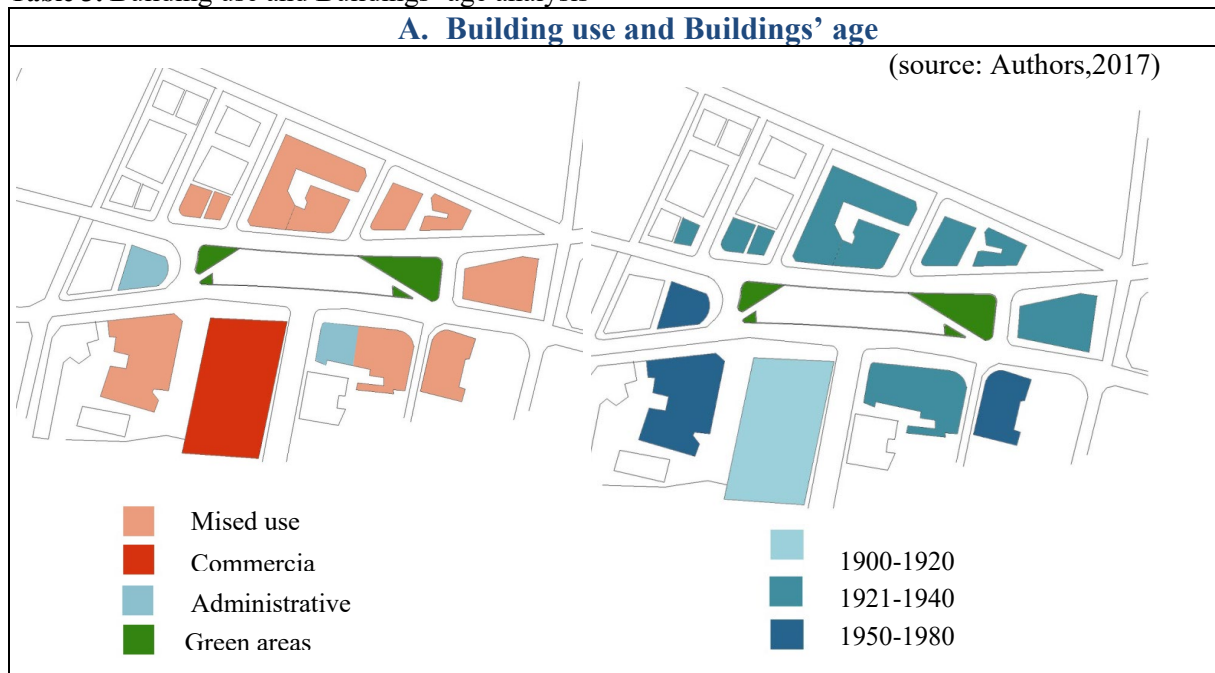 A. Building use and Buildings’ age
(source: Authors,2017)
Mised use
Commercia
Administrative
Green areas
1900-1920
1921-1940
1950-1980